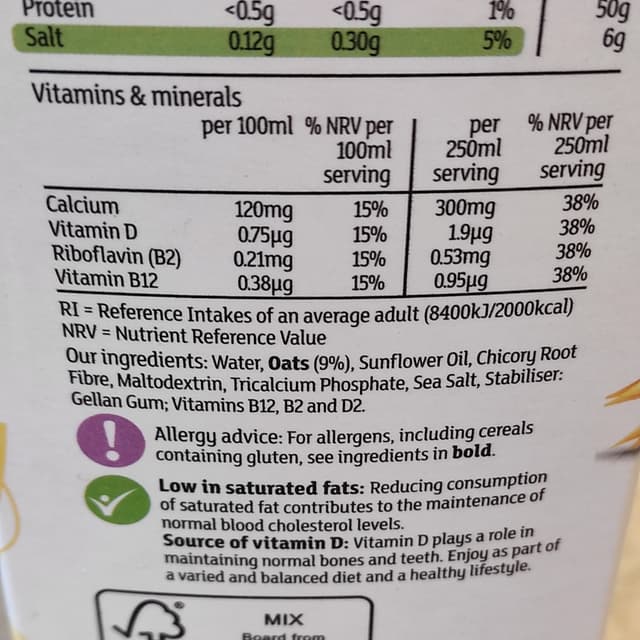 Protein <0.5g <0.5g 1% 50g
Salt 0.12g 0.30g 5% 6g
Vitamins & minerals
per 100ml % NRV per 100ml serving per 250ml serving % NRV per 250ml serving
Calcium 120mg 15% 300mg 38%
Vitamin D 0.75µg 15% 1.9µg 38%
Riboflavin (B2) 0.21mg 15% 0.53mg 38%
Vitamin B12 0.38µg 15% 0.95µg 38%
RI = Reference Intakes of an average adult (8400kJ/2000kcal)
NRV = Nutrient Reference Value
Our ingredients: Water, Oats (9%), Sunflower Oil, Chicory Root
Fibre, Maltodextrin, Tricalcium Phosphate, Sea Salt, Stabiliser:
Gellan Gum; Vitamins B12, B2 and D2.
Allergy advice: For allergens, including cereals
containing gluten, see ingredients in bold.
Low in saturated fats: Reducing consumption
of saturated fat contributes to the maintenance of
normal blood cholesterol levels.
Source of vitamin D: Vitamin D plays a role in
maintaining normal bones and teeth. Enjoy as part of
a varied and balanced diet and a healthy lifestyle.
MIX
Board from